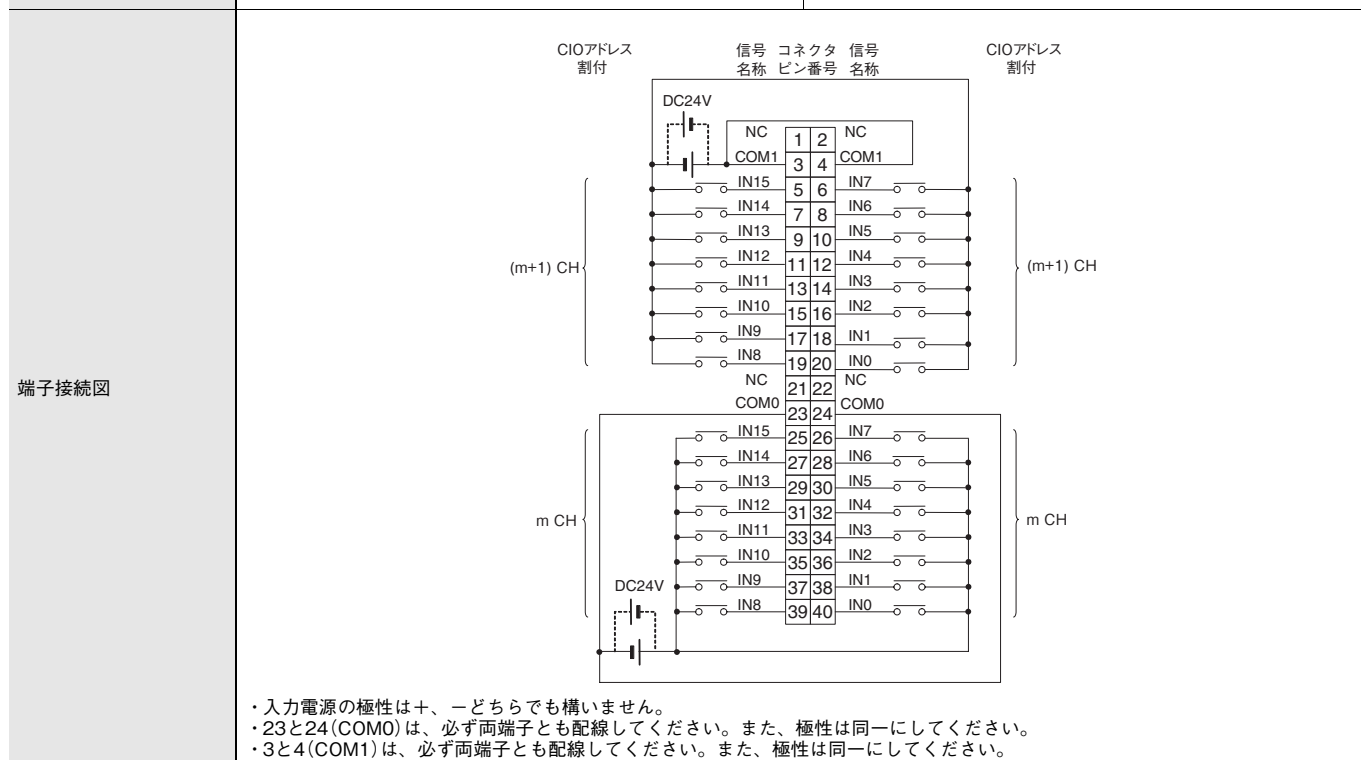 CIOアドレス 信号 コネクタ 信号 CIOアドレス
割付 名称 ピン番号 名称 割付
DC24V
NC 1 2 NC
COM1 3 4 COM1
IN15 5 6 IN7
IN14 7 8 IN6
IN13 9 10 IN5
(m+1) CH IN12 11 12 IN4 (m+1) CH
IN11 13 14 IN3
IN10 15 16 IN2
IN9 17 18 IN1
IN8 19 20 IN0
端子接続図
NC 21 22 NC
COM0 23 24 COM0
IN15 25 26 IN7
IN14 27 28 IN6
IN13 29 30 IN5
m CH IN12 31 32 IN4 m CH
IN11 33 34 IN3
IN10 35 36 IN2
DC24V IN9 37 38 IN1
IN8 39 40 IN0
・入力電源の極性は＋、－どちらでも構いません。
・23と24(COM0)は、必ず両端子とも配線してください。また、極性は同一にしてください。
・3と4(COM1)は、必ず両端子とも配線してください。また、極性は同一にしてください。